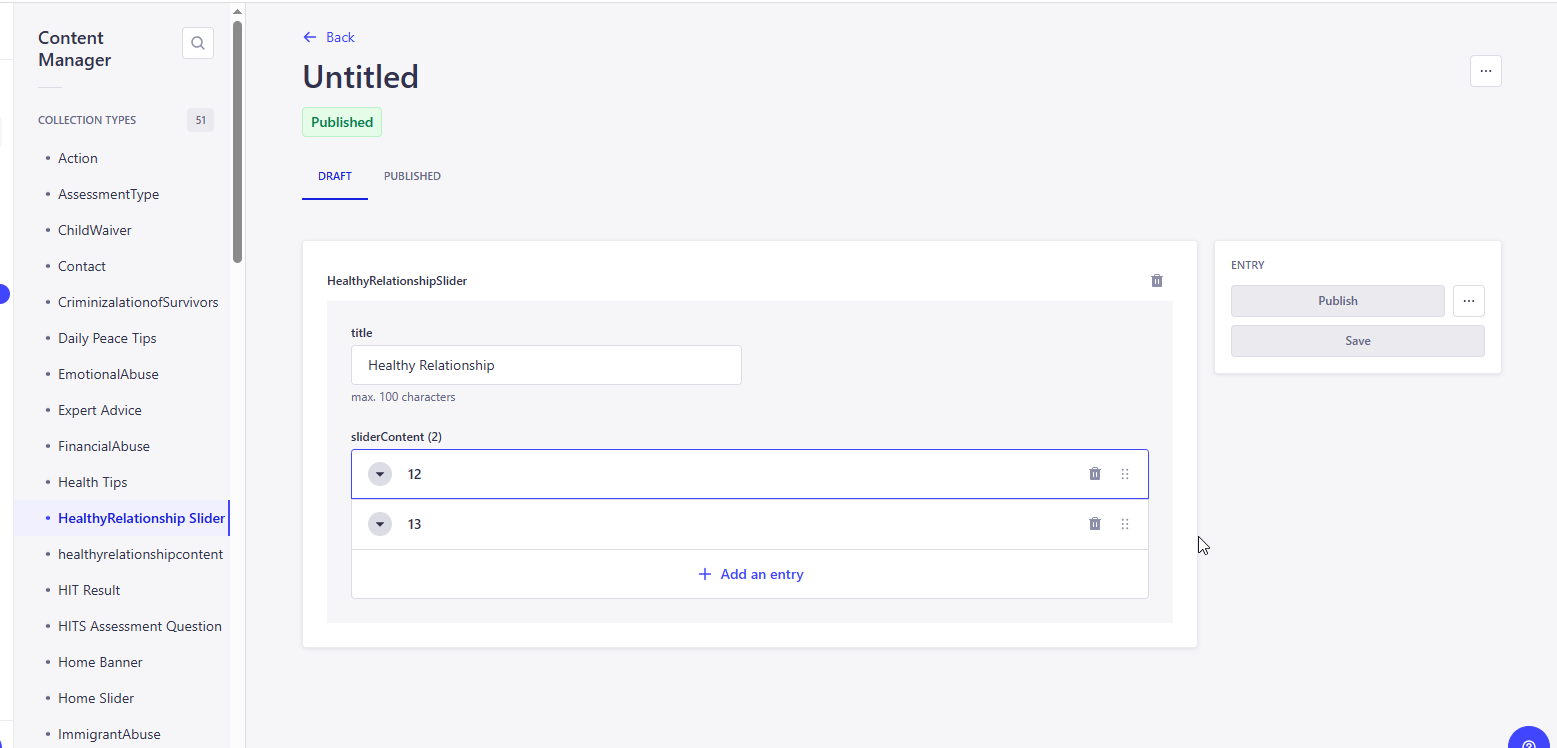 Content
Manager
COLLECTION TYPES 51
Action
AssessmentType
ChildWaiver
Contact
CriminizalationofSurvivors
Daily Peace Tips
EmotionalAbuse
Expert Advice
FinancialAbuse
Health Tips
HealthyRelationship Slider
healthyrelationshipcontent
HIT Result
HITS Assessment Question
Home Banner
Home Slider
ImmigrantAbuse
Back
Untitled
Published
DRAFT PUBLISHED
HealthyRelationshipSlider
title
Healthy Relationship
max. 100 characters
sliderContent (2)
12
13
Add an entry
ENTRY
Publish
Save